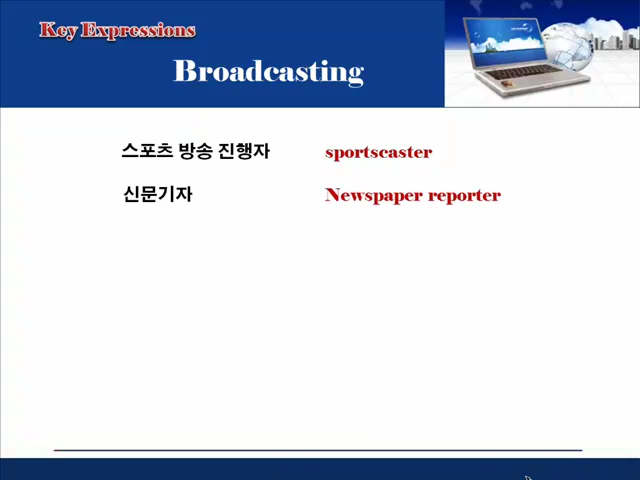 Key Expressions
Broadcasting
스포츠 방송 진행자 sportscaster
신문기자 Newspaper reporter